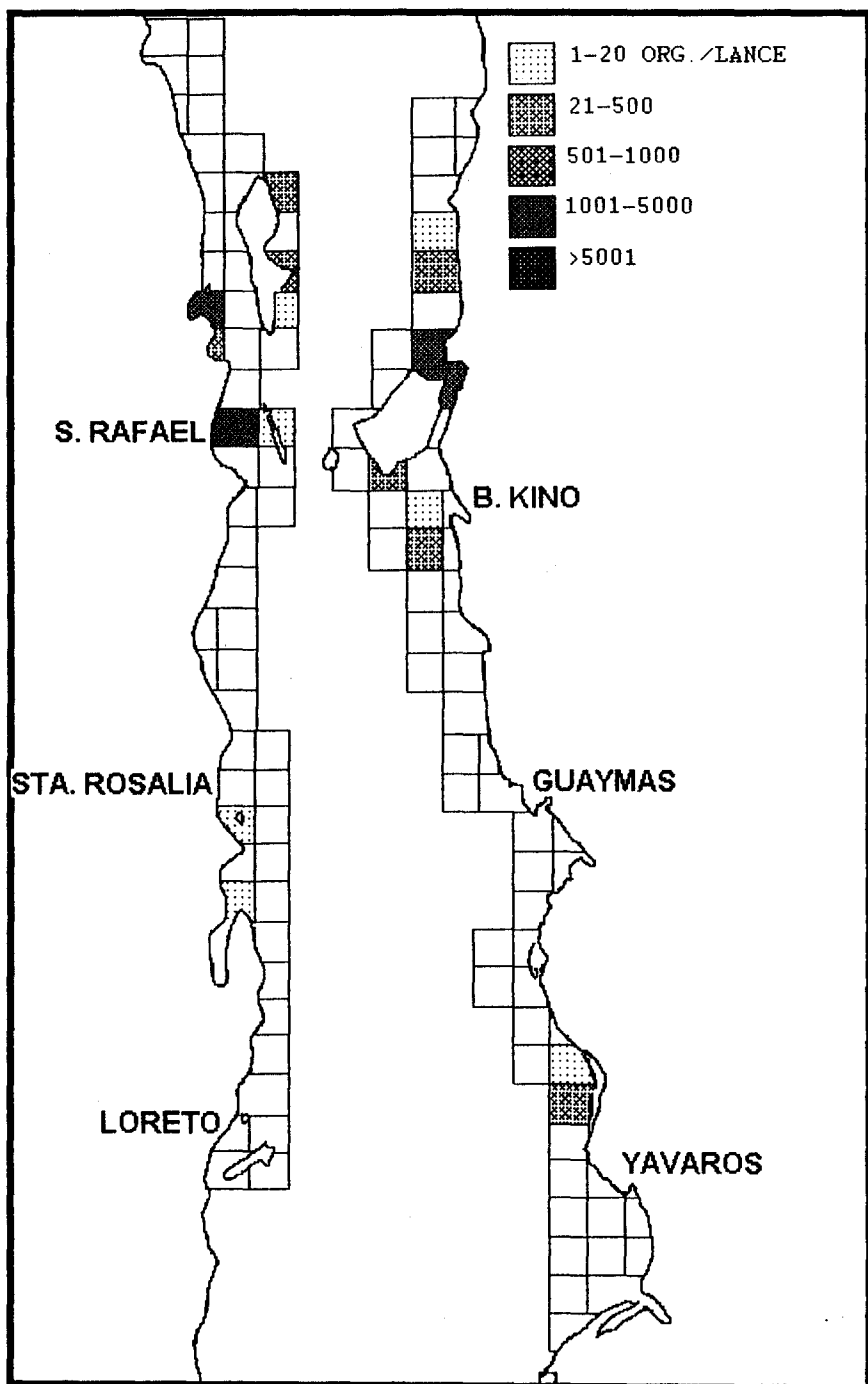 1-20 ORG./LANCE
21-500
501-1000
1001-5000
>5001
S. RAFAEL
B. KINO
STA. ROSALIA
GUAYMAS
LORETO
YAVAROS